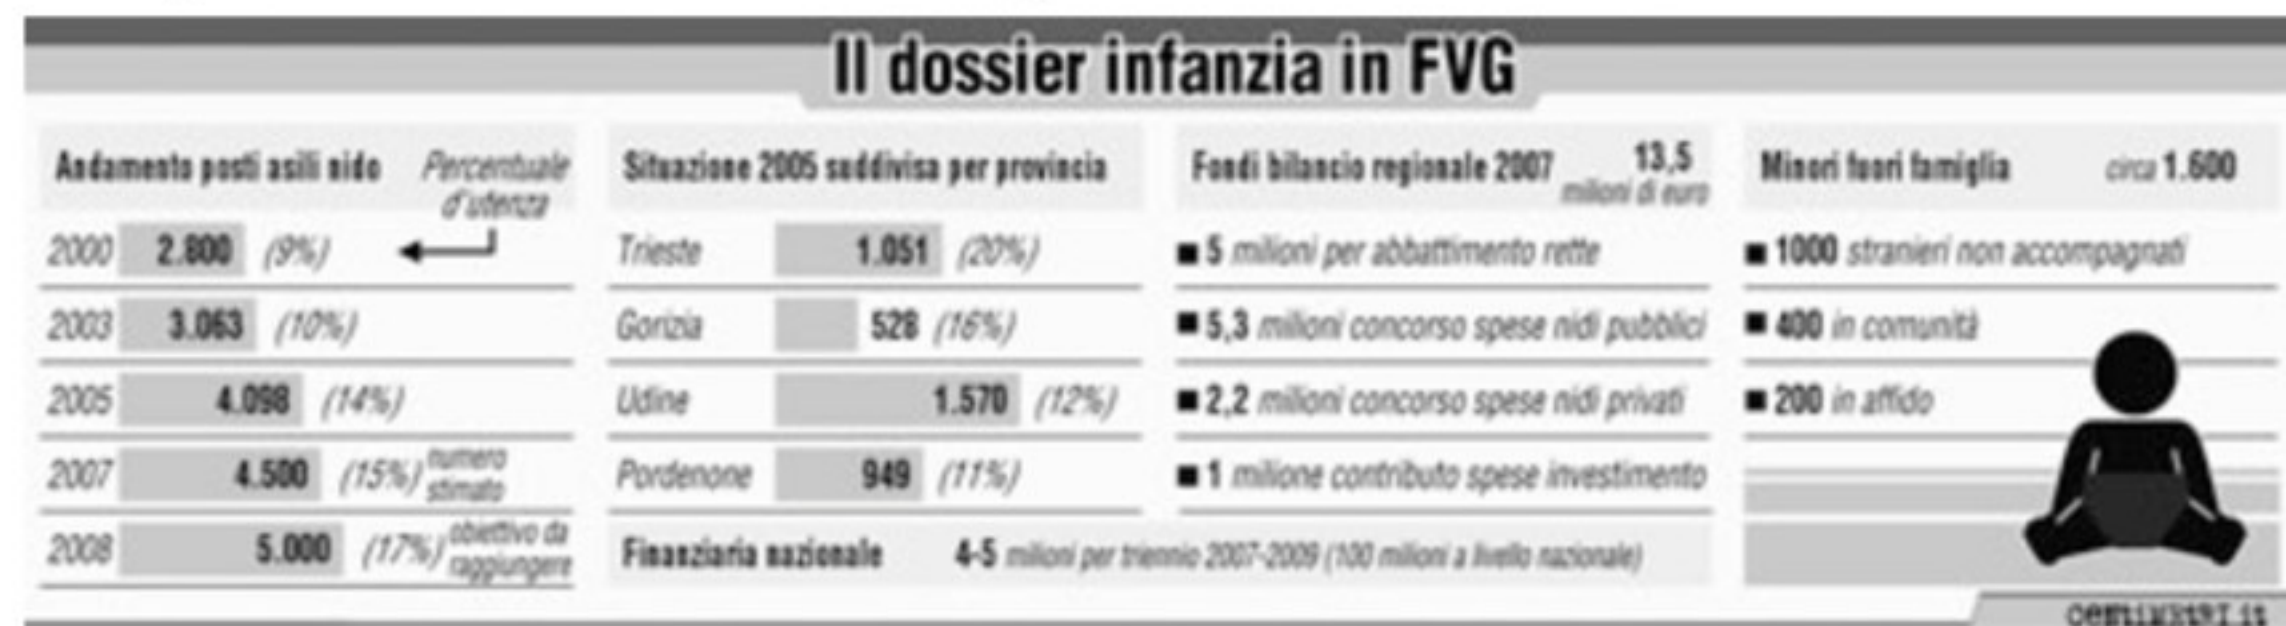 Il dossier infanzia in FVG
Andamento posti asili nido
Percentuale
d'utenza
2000 2.800 (9%)
2003 3.063 (10%)
2005 4.098 (14%)
2007 4.500 (15%) numero
stimato
2008 5.000 (17%) obiettivo da
raggiungere
Situazione 2005 suddivisa per provincia
Trieste 1.051 (20%)
Gorizia 528 (16%)
Udine 1.570 (12%)
Pordenone 949 (11%)
Fondi bilancio regionale 2007 13,5
milioni di euro
■ 5 milioni per abbattimento rette
■ 5,3 milioni concorso spese nidi pubblici
■ 2,2 milioni concorso spese nidi privati
■ 1 milione contributo spese investimento
Finanziaria nazionale 4-5 milioni per triennio 2007-2009 (100 milioni a livello nazionale)
Minori fuori famiglia circa 1.600
■ 1000 stranieri non accompagnati
■ 400 in comunità
■ 200 in affido